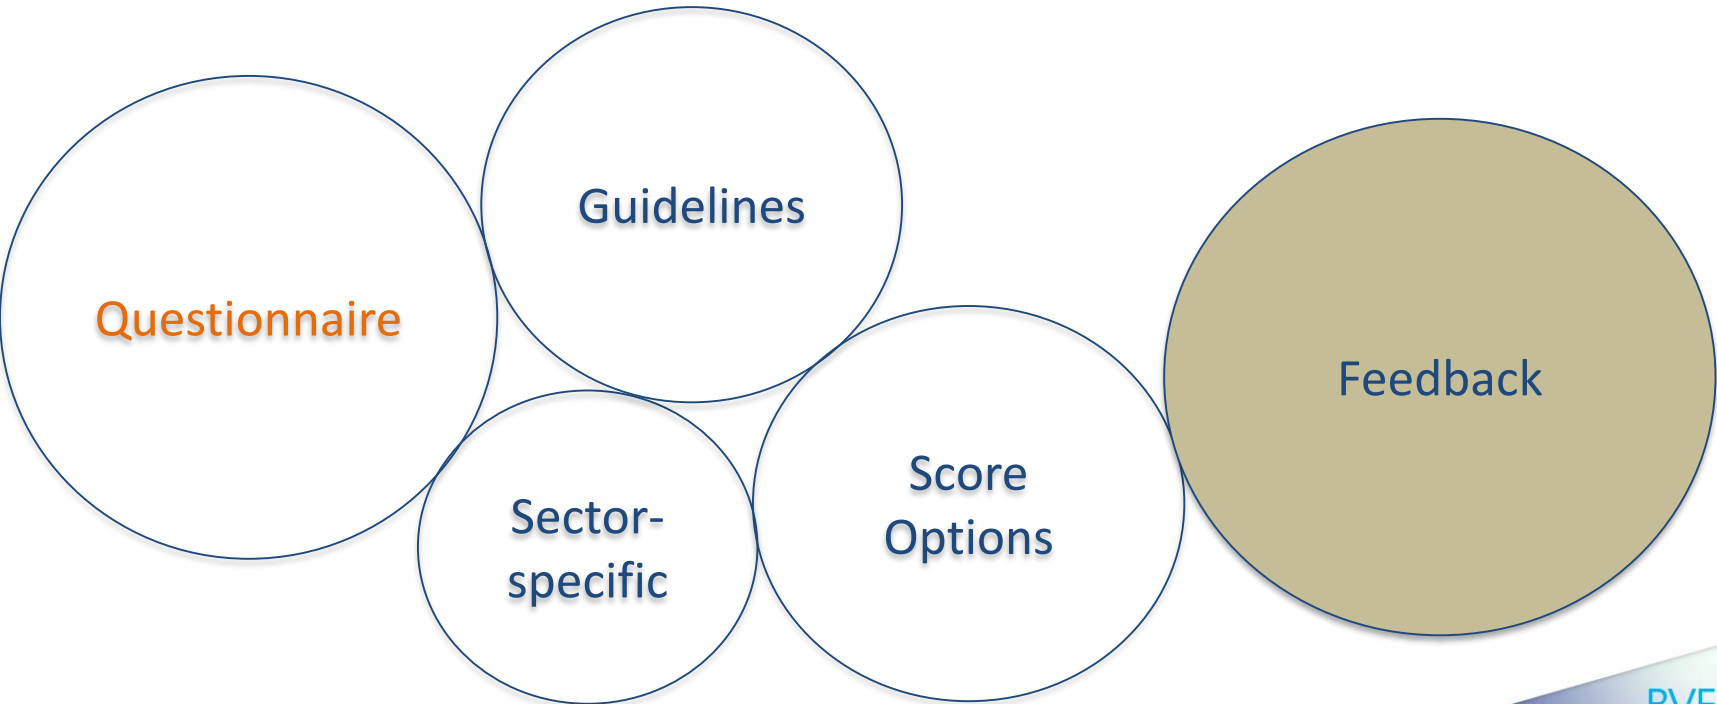 Guidelines
Questionnaire
Feedback
Score
Options
Sector-
specific